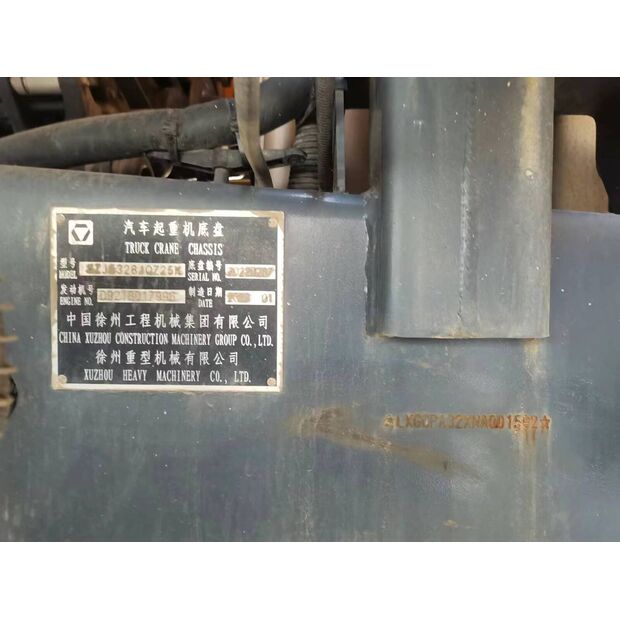 汽车起重机底盘
TRUCK CRANE CHASSIS
型号
MODEL
底盘编号
SERIAL NO.
发动机号
ENGINE NO.
制造日期
DATE
01
中国徐州工程机械集团有限公司
CHINA XUZHOU CONSTRUCTION MACHINERY GROUP CO., LTD.
徐州重型机械有限公司
XUZHOU HEAVY MACHINERY CO., LTD.